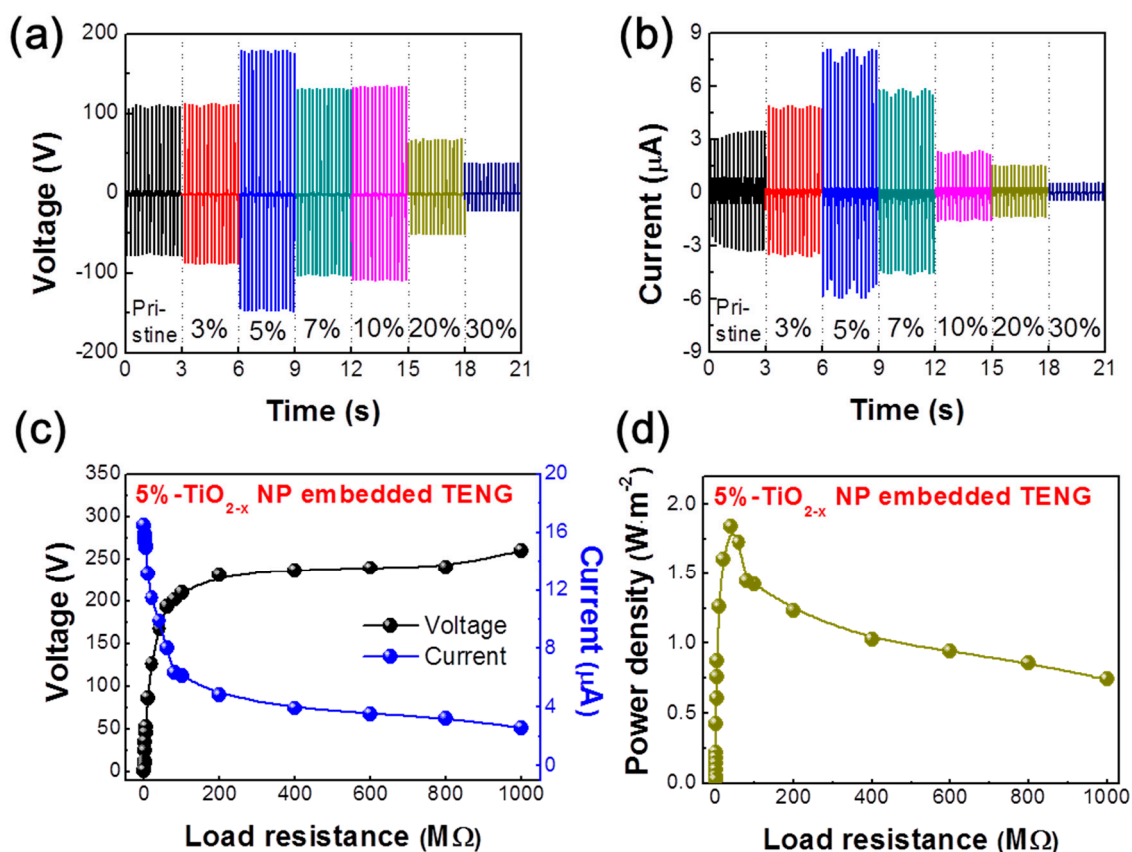 (a)
200
100
0
-100
-200
Voltage (V)
Pri-
stine
3%
5%
7%
10%
20%
30%
0 3 6 9 12 15 18 21
Time (s)
(b)
9
6
3
0
-3
-6
-9
Current (μA)
Pri-
stine
3%
5%
7%
10%
20%
30%
0 3 6 9 12 15 18 21
Time (s)
(c)
5%-TiO2-x NP embedded TENG
350
300
250
200
150
100
50
0
Voltage (V)
20
16
12
8
4
0
Current (μA)
Voltage
Current
0 200 400 600 800 1000
Load resistance (MΩ)
(d)
5%-TiO2-x NP embedded TENG
2.0
1.5
1.0
0.5
0.0
Power density (W·m-2)
0 200 400 600 800 1000
Load resistance (MΩ)